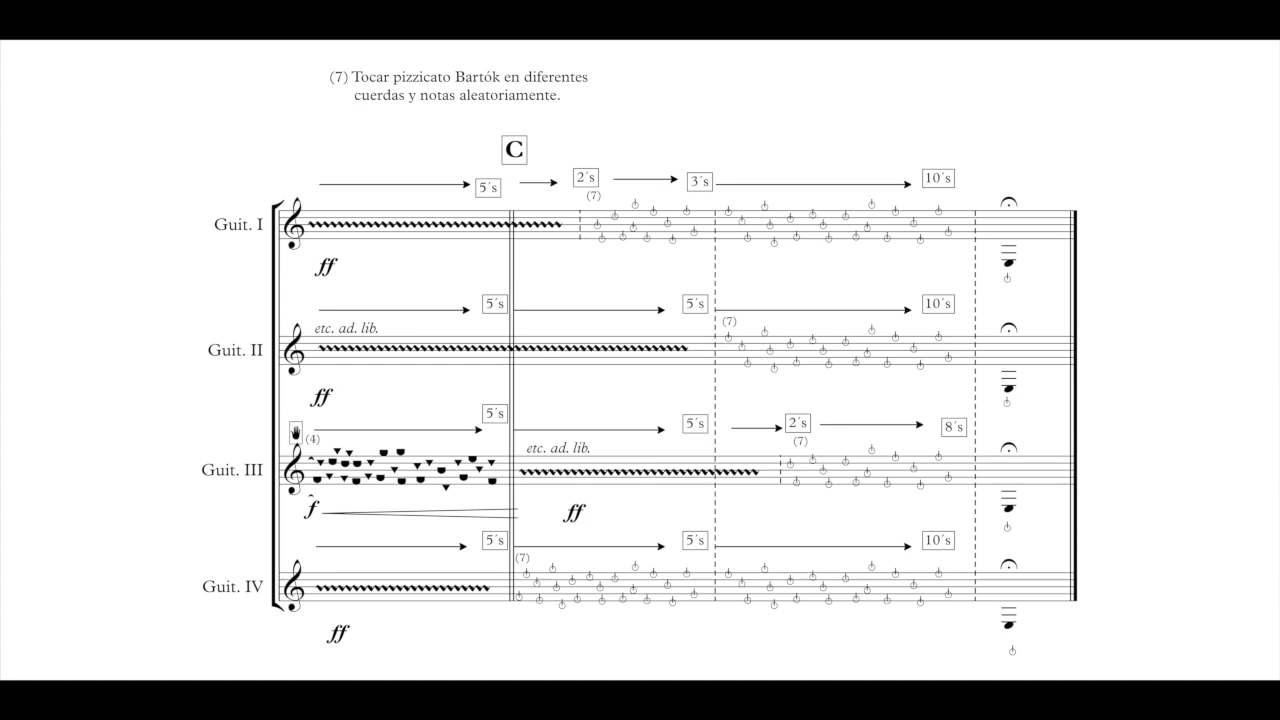 (7) Tocar pizzicato Bartók en diferentes
cuerdas y notas aleatoriamente.
C
5´s 2´s 3´s 10´s
(7)
Guit. I
ff
5´s 5´s 10´s
etc. ad. lib. (7)
Guit. II
ff
5´s 5´s 2´s 8´s
(4) etc. ad. lib. (7)
Guit. III
f ff
5´s 5´s 10´s
(7)
Guit. IV
ff